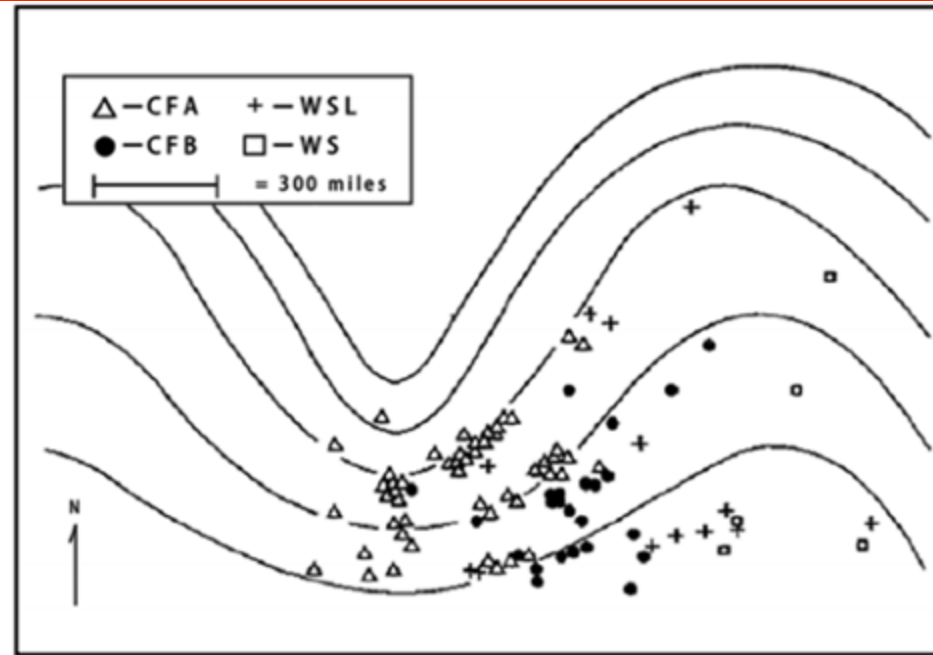 △ — CFA + — WSL
● — CFB □ — WS
= 300 miles
N